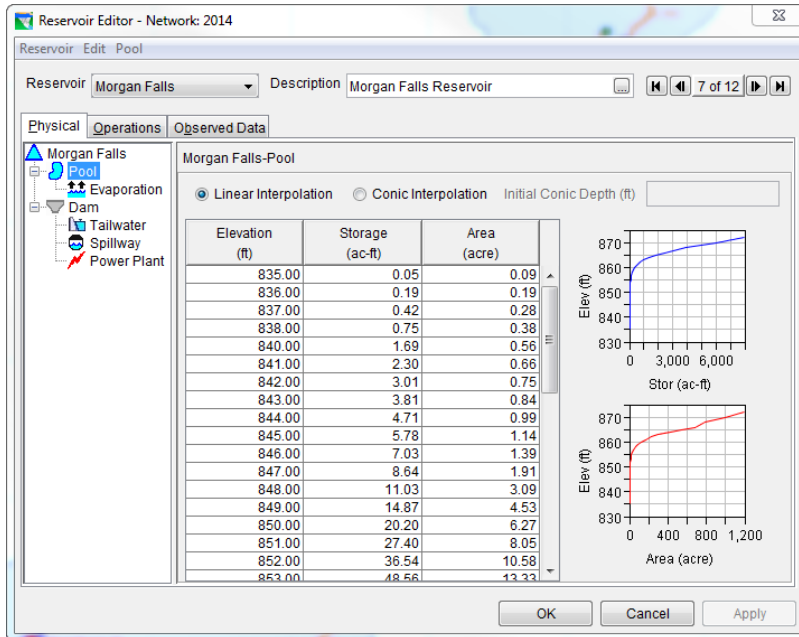 Reservoir Editor - Network: 2014
Reservoir Edit Pool
Reservoir Morgan Falls Description Morgan Falls Reservoir ... 7 of 12
Physical Operations Observed Data
Morgan Falls
Pool
Evaporation
Dam
Tailwater
Spillway
Power Plant
Morgan Falls-Pool
Linear Interpolation Conic Interpolation Initial Conic Depth (ft)
Elevation Storage Area
(ft) (ac-ft) (acre)
835.00 0.05 0.09
836.00 0.19 0.19
837.00 0.42 0.28
838.00 0.75 0.38
840.00 1.69 0.56
841.00 2.30 0.66
842.00 3.01 0.75
843.00 3.81 0.84
844.00 4.71 0.99
845.00 5.78 1.14
846.00 7.03 1.39
847.00 8.64 1.91
848.00 11.03 3.09
849.00 14.87 4.53
850.00 20.20 6.27
851.00 27.40 8.05
852.00 36.54 10.58
853.00 48.56 13.33
870
860
850
840
830
Elev (ft)
0 3,000 6,000
Stor (ac-ft)
870
860
850
840
830
Elev (ft)
0 400 800 1,200
Area (acre)
OK Cancel Apply